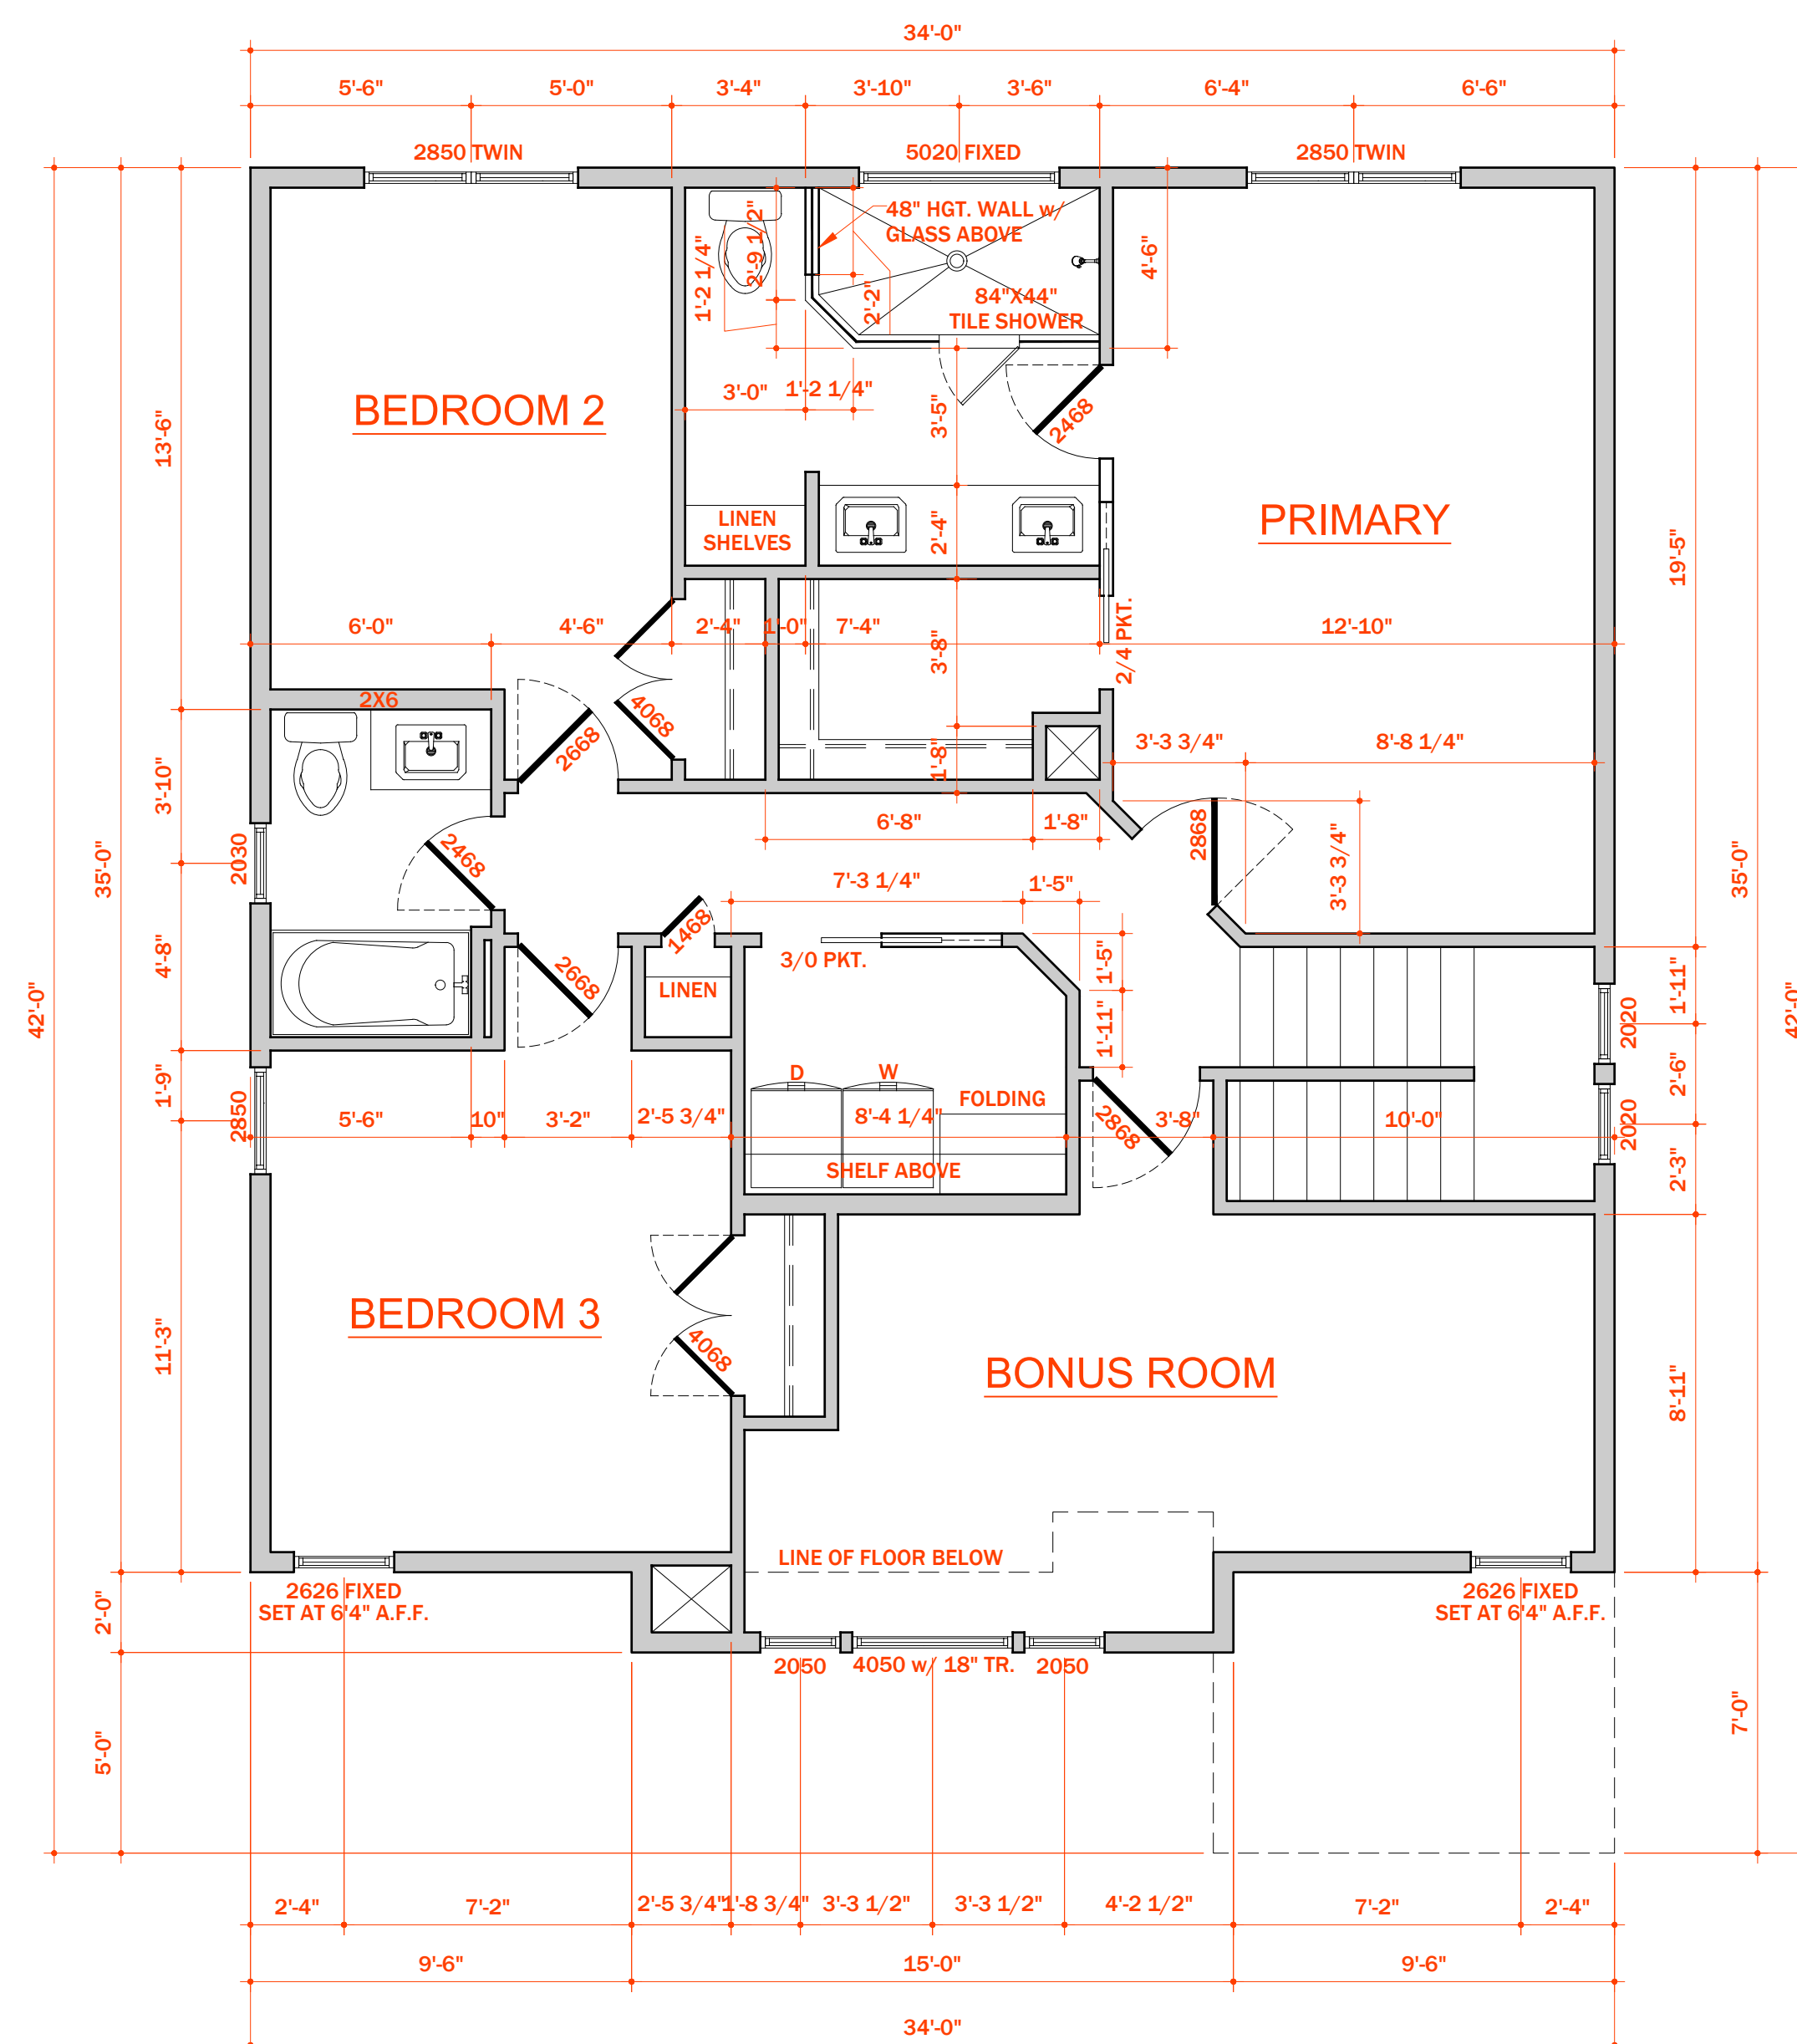 34'-0"
5'-6" 5'-0" 3'-4" 3'-10" 3'-6" 6'-4" 6'-6"
2850 TWIN 5020 FIXED 2850 TWIN
48" HGT. WALL w/
GLASS ABOVE
1'-2 1/4" 2'-9 1/2" 2'-2" 4'-6"
84"X44"
TILE SHOWER
3'-0" 1'-2 1/4" 3'-5" 2468
BEDROOM 2
13'-6"
PRIMARY
LINEN
SHELVES
2'-4"
19'-5"
6'-0" 4'-6" 2'-4" 1'-0" 7'-4" 3'-8" 2/4 PKT. 12'-10"
2X6
4068
2668
3'-10"
1'-8"
3'-3 3/4" 8'-8 1/4"
6'-8" 1'-8"
2868
3'-3 3/4"
2030
2468
35'-0"
35'-0"
7'-3 1/4" 1'-5"
1468
4'-8"
3/0 PKT.
1'-5"
2668
LINEN
1'-11"
1'-11"
42'-0"
42'-0"
2020
D W
FOLDING
2'-6"
1'-9"
2850
5'-6" 10" 3'-2" 2'-5 3/4" 8'-4 1/4" 2868 3'-8" 10'-0"
2020
SHELF ABOVE
2'-3"
BEDROOM 3
4068
11'-3"
BONUS ROOM
8'-11"
LINE OF FLOOR BELOW
2626 FIXED
SET AT 6'4" A.F.F.
2626 FIXED
SET AT 6'4" A.F.F.
2'-0"
2050 4050 w/ 18" TR. 2050
5'-0"
7'-0"
2'-4" 7'-2" 2'-5 3/4" 1'-8 3/4" 3'-3 1/2" 3'-3 1/2" 4'-2 1/2" 7'-2" 2'-4"
9'-6" 15'-0" 9'-6"
34'-0"